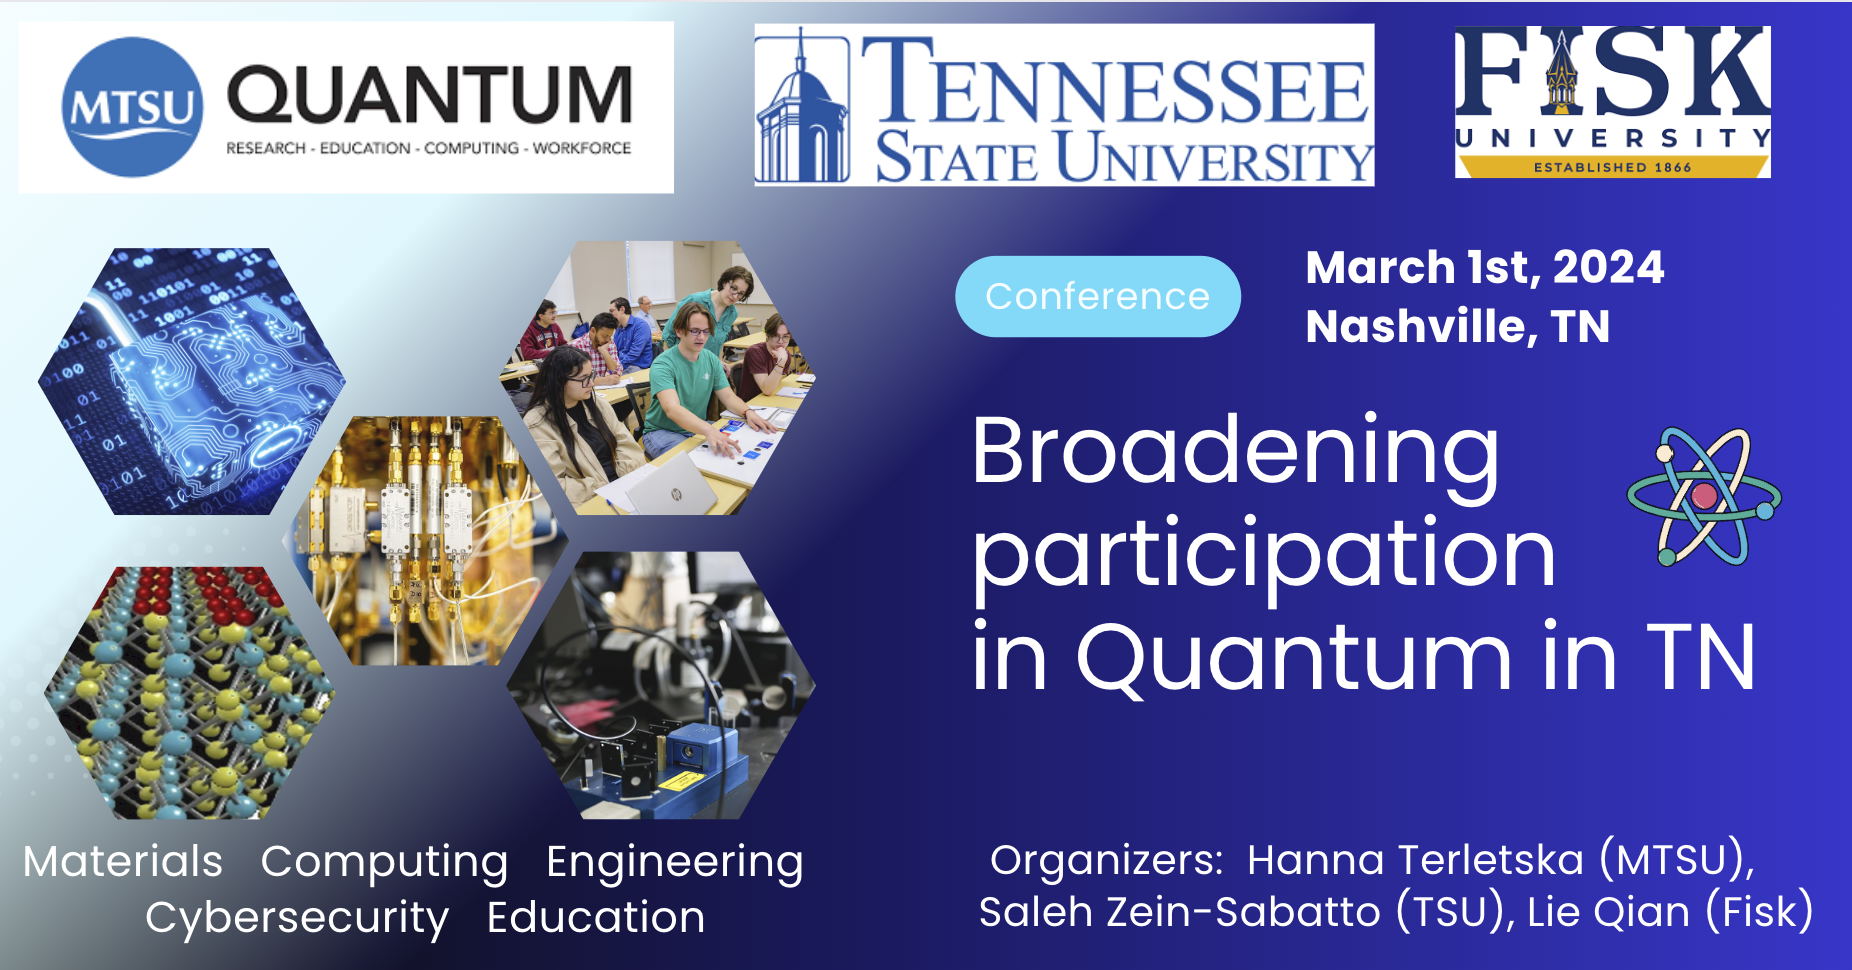 MTSU
QUANTUM
RESEARCH - EDUCATION - COMPUTING - WORKFORCE
TENNESSEE
STATE UNIVERSITY
FISK
UNIVERSITY
ESTABLISHED 1866
Conference
March 1st, 2024
Nashville, TN
Broadening
participation
in Quantum in TN
Materials Computing Engineering
Cybersecurity Education
Organizers: Hanna Terletska (MTSU),
Saleh Zein-Sabatto (TSU), Lie Qian (Fisk)